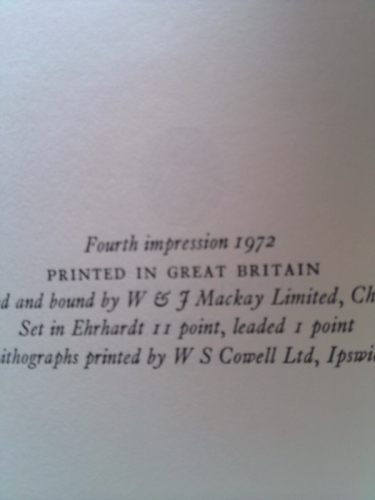 Fourth impression 1972
PRINTED IN GREAT BRITAIN
d and bound by W & J Mackay Limited, Ch
Set in Ehrhardt 11 point, leaded 1 point
ithographs printed by W S Cowell Ltd, Ipswi